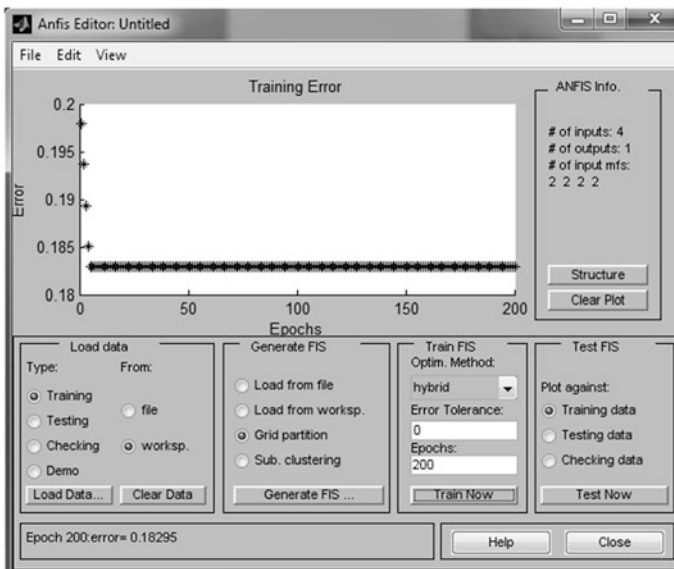 Anfis Editor: Untitled
File Edit View
Training Error
0.2
0.195
0.19
0.185
0.18
Error
0 50 100 150 200
Epochs
ANFIS Info.
# of inputs: 4
# of outputs: 1
# of input mfs:
2 2 2 2
Structure
Clear Plot
Load data
Type: From:
Training
file
Testing
Checking
worksp.
Demo
Load Data... Clear Data
Generate FIS
Load from file
Load from worksp.
Grid partition
Sub. clustering
Generate FIS ...
Train FIS
Optim. Method:
hybrid
Error Tolerance:
0
Epochs:
200
Train Now
Test FIS
Plot against:
Training data
Testing data
Checking data
Test Now
Epoch 200:error= 0.18295
Help Close